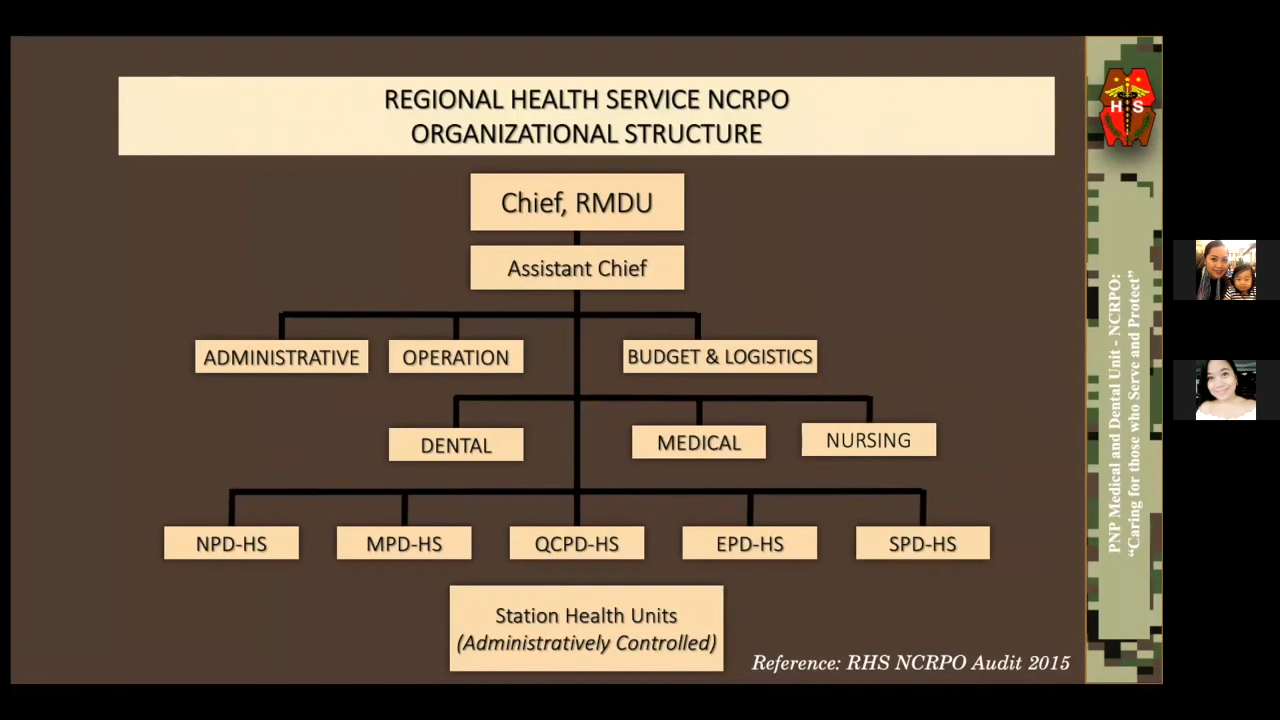 REGIONAL HEALTH SERVICE NCRPO
ORGANIZATIONAL STRUCTURE
Chief, RMDU
Assistant Chief
ADMINISTRATIVE
OPERATION
BUDGET & LOGISTICS
DENTAL
MEDICAL
NURSING
NPD-HS
MPD-HS
QCPD-HS
EPD-HS
SPD-HS
Station Health Units
(Administratively Controlled)
Reference: RHS NCRPO Audit 2015
H S
PNP Medical and Dental Unit - NCRPO:
“Caring for those who Serve and Protect”